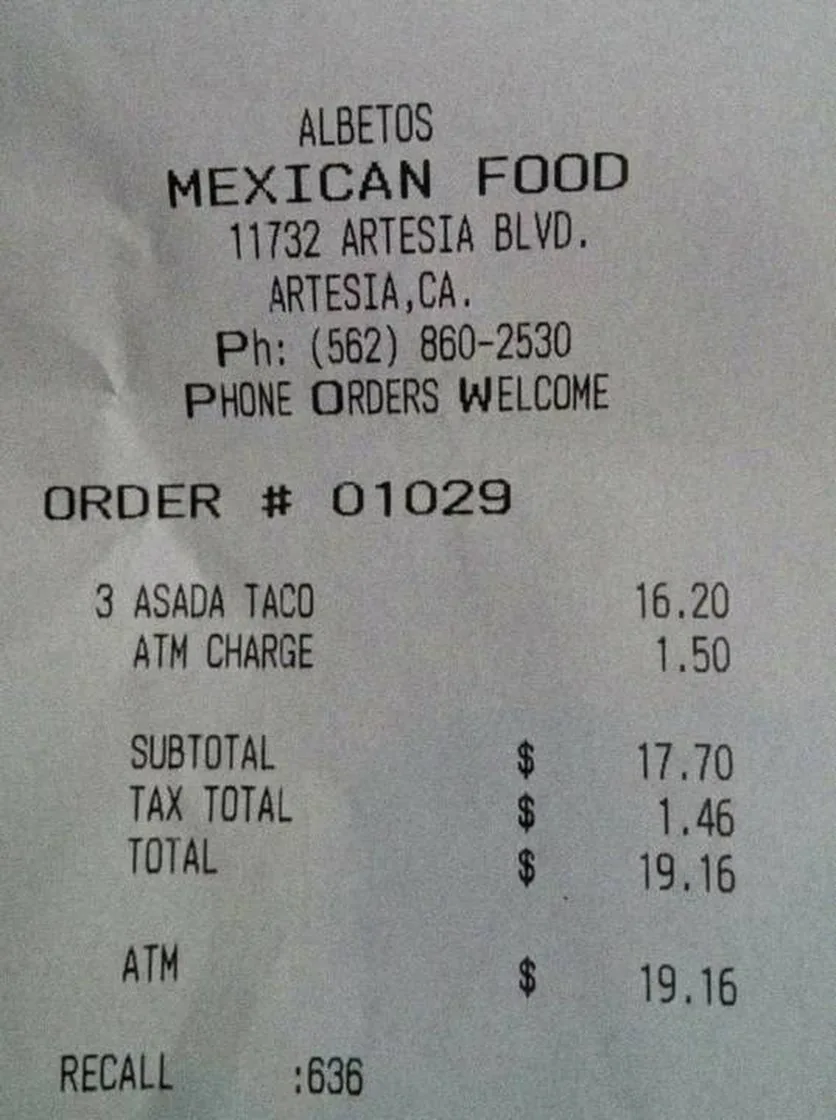 ALBETOS
MEXICAN FOOD
11732 ARTESIA BLVD.
ARTESIA,CA.
Ph: (562) 860-2530
PHONE ORDERS WELCOME
ORDER # 01029
3 ASADA TACO 16.20
ATM CHARGE 1.50
SUBTOTAL $ 17.70
TAX TOTAL $ 1.46
TOTAL $ 19.16
ATM $ 19.16
RECALL :636